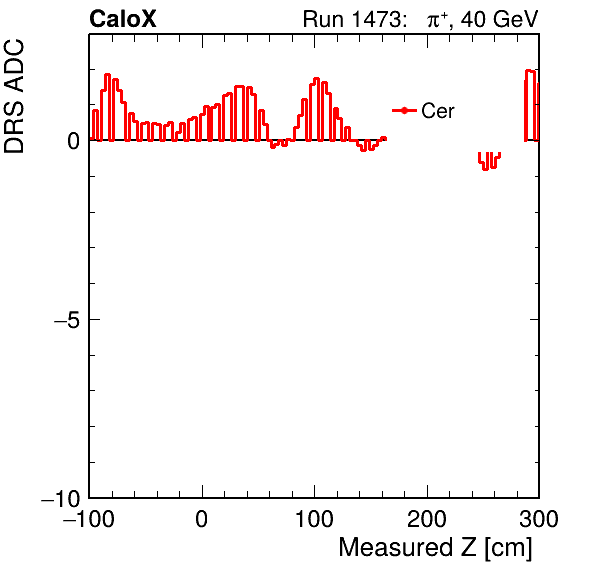 CaloX Run 1473: π⁺, 40 GeV
DRS ADC
Cer
0
−5
−10
−100 0 100 200 300
Measured Z [cm]